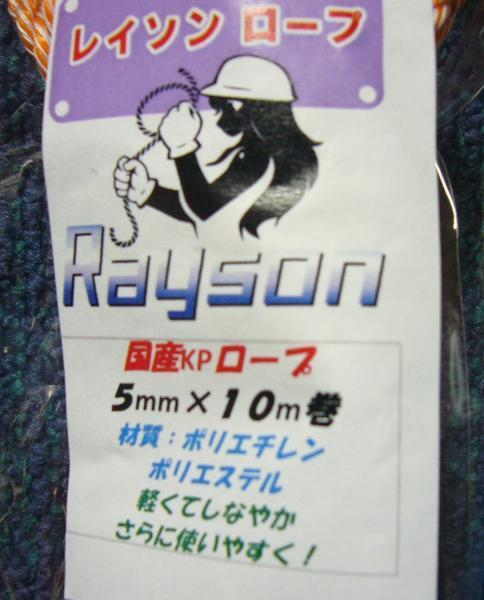 レイソン ロープ
Rayson
国産KPロープ
5mm×10m巻
材質：ポリエチレン
ポリエステル
軽くてしなやか
さらに使いやすく！